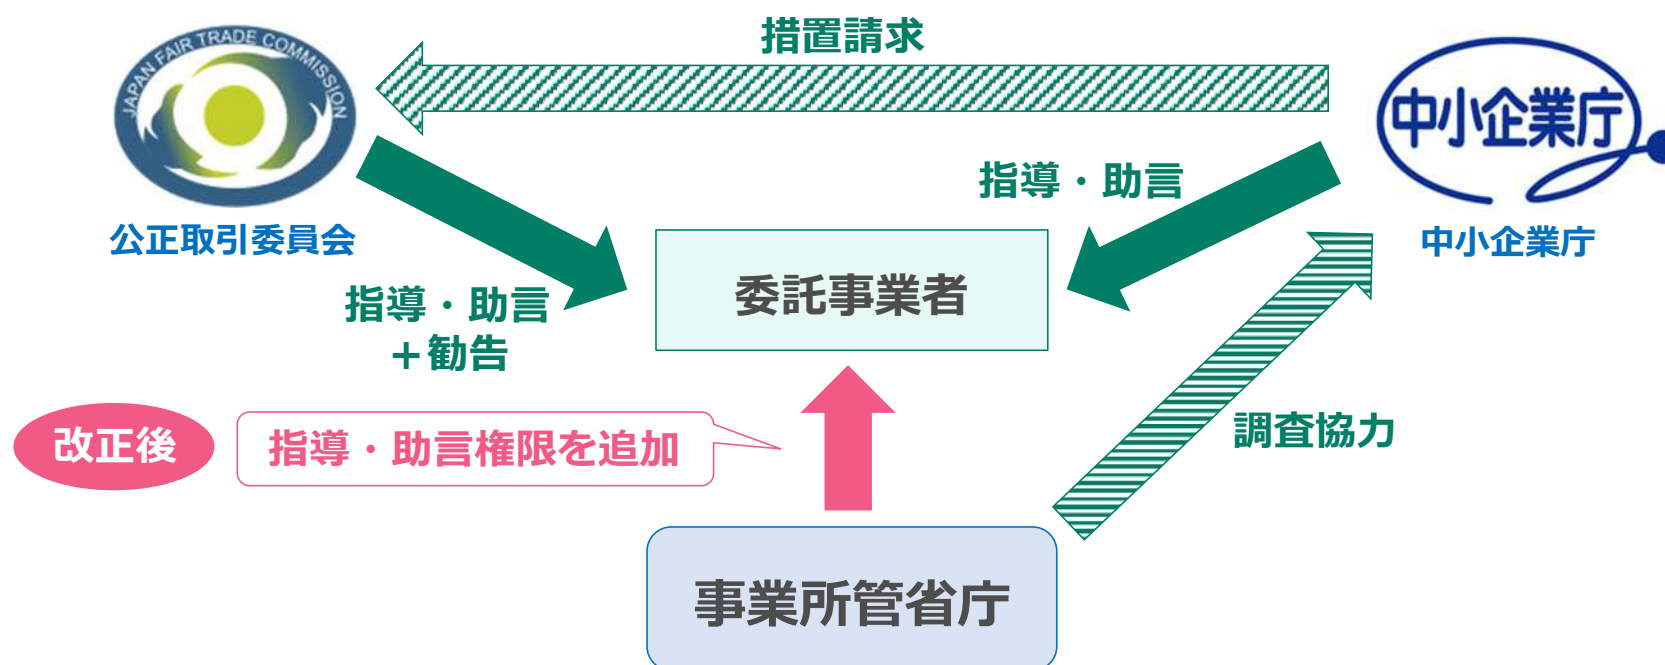 措置請求
JAPAN FAIR TRADE COMMISSION
中小企業庁
指導・助言
公正取引委員会
中小企業庁
委託事業者
指導・助言
＋勧告
改正後
指導・助言権限を追加
調査協力
事業所管省庁